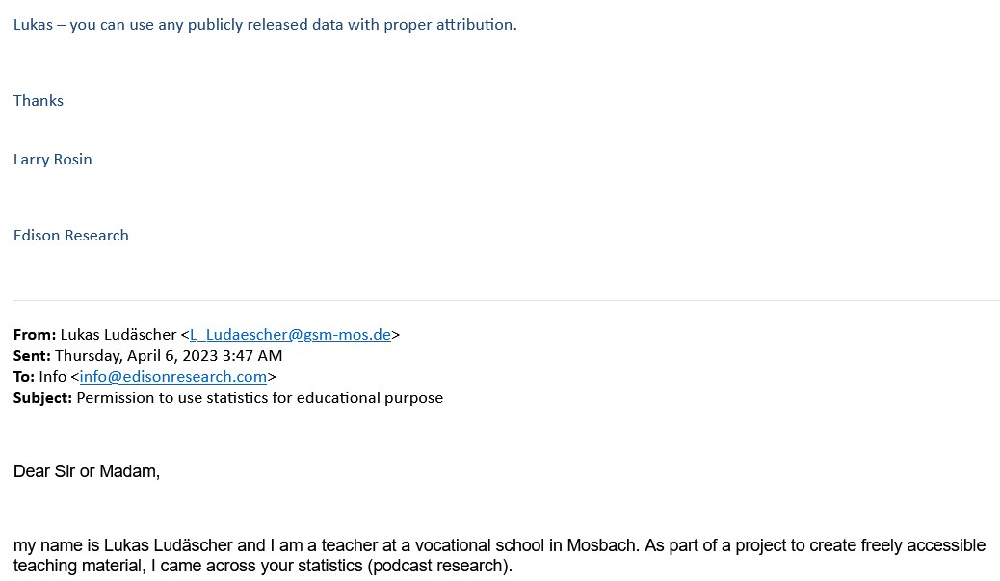 Lukas – you can use any publicly released data with proper attribution.
Thanks
Larry Rosin
Edison Research
From: Lukas Ludäscher <L_Ludaescher@gsm-mos.de>
Sent: Thursday, April 6, 2023 3:47 AM
To: Info <info@edisonresearch.com>
Subject: Permission to use statistics for educational purpose
Dear Sir or Madam,
my name is Lukas Ludäscher and I am a teacher at a vocational school in Mosbach. As part of a project to create freely accessible
teaching material, I came across your statistics (podcast research).